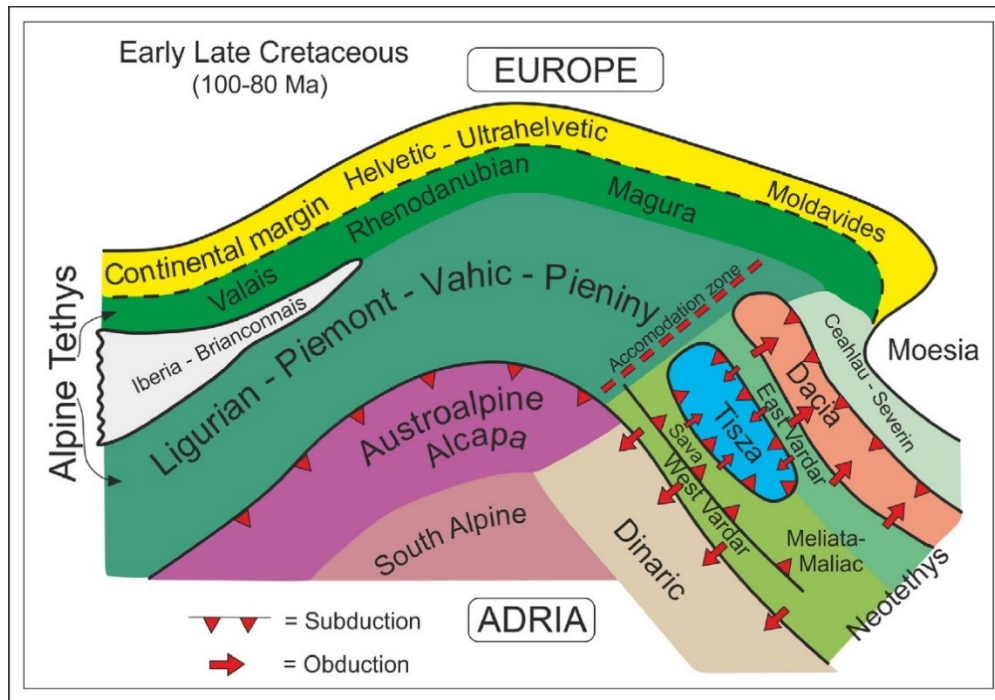 Early Late Cretaceous
(100-80 Ma)
EUROPE
Continental margin
Helvetic - Ultrahelvetic
Moldavides
Valais
Rhenodanubian
Magura
Alpine Tethys
Iberia - Brianconnais
Ligurian - Piemont - Vahic - Pieniny
Accomodation zone
Ceahlau - Severin
Moesia
Austroalpine
Alcapa
Tisza
Dacia
East Vardar
Sava
West Vardar
South Alpine
Dinaric
Meliata-
Maliac
Neotethys
ADRIA
= Subduction
= Obduction